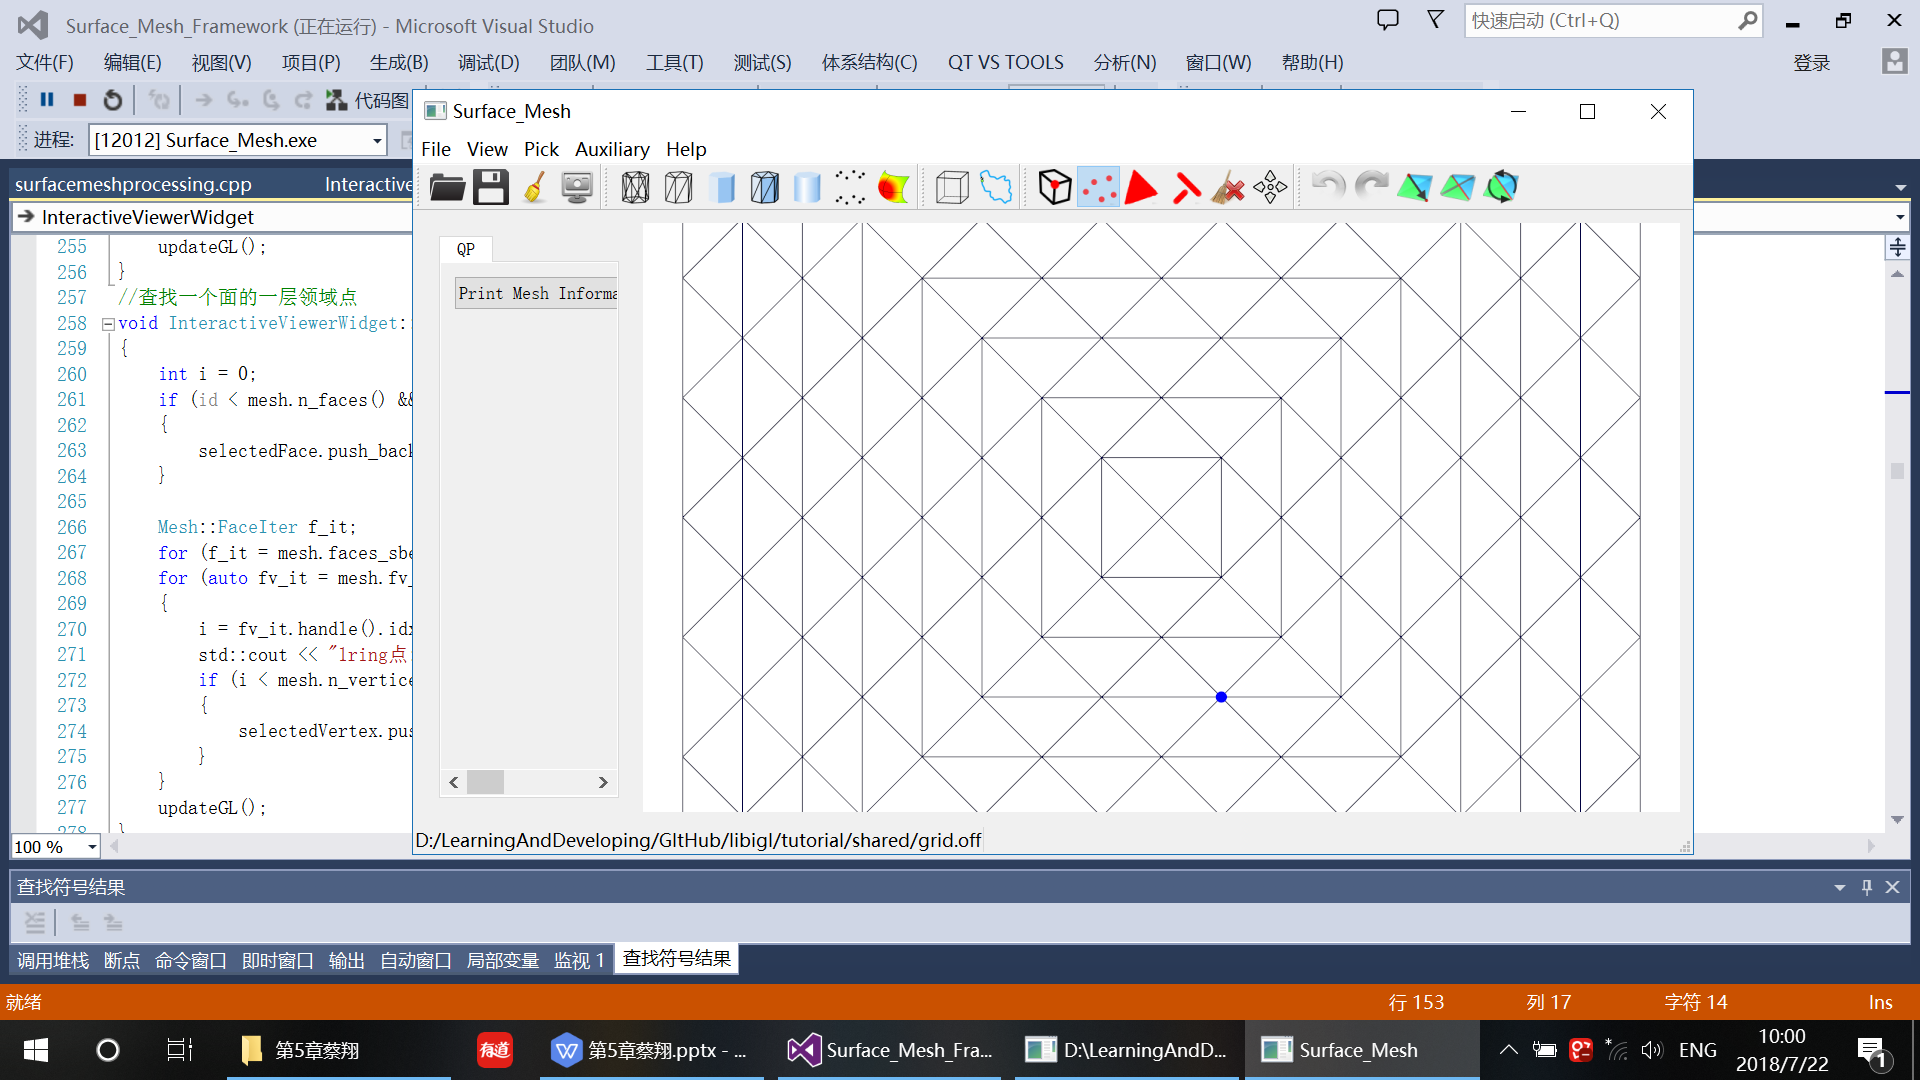 Surface_Mesh_Framework (正在运行) - Microsoft Visual Studio
快速启动 (Ctrl+Q)
文件(F) 编辑(E) 视图(V) 项目(P) 生成(B) 调试(D) 团队(M) 工具(T) 测试(S) 体系结构(C) QT VS TOOLS 分析(N) 窗口(W) 帮助(H) 登录
代码图
进程: [12012] Surface_Mesh.exe
surfacemeshprocessing.cpp Interactive
InteractiveViewerWidget
255 updateGL();
256 }
257 //查找一个面的一层领域点
258 void InteractiveViewerWidget:
259 {
260 int i = 0;
261 if (id < mesh.n_faces() &&
262 {
263 selectedFace.push_back
264 }
265
266 Mesh::FaceIter f_it;
267 for (f_it = mesh.faces_sbe
268 for (auto fv_it = mesh.fv_
269 {
270 i = fv_it.handle().idx
271 std::cout << "1ring点
272 if (i < mesh.n_vertice
273 {
274 selectedVertex.pus
275 }
276 }
277 updateGL();
278 }
100 %
Surface_Mesh
File View Pick Auxiliary Help
QP
Print Mesh Informa
D:/LearningAndDeveloping/GItHub/libigl/tutorial/shared/grid.off
查找符号结果
调用堆栈 断点 命令窗口 即时窗口 输出 自动窗口 局部变量 监视 1 查找符号结果
就绪 行 153 列 17 字符 14 Ins
第5章蔡翔 有道 第5章蔡翔.pptx - ... Surface_Mesh_Fra... D:\LearningAndD... Surface_Mesh ENG 10:00
2018/7/22
1